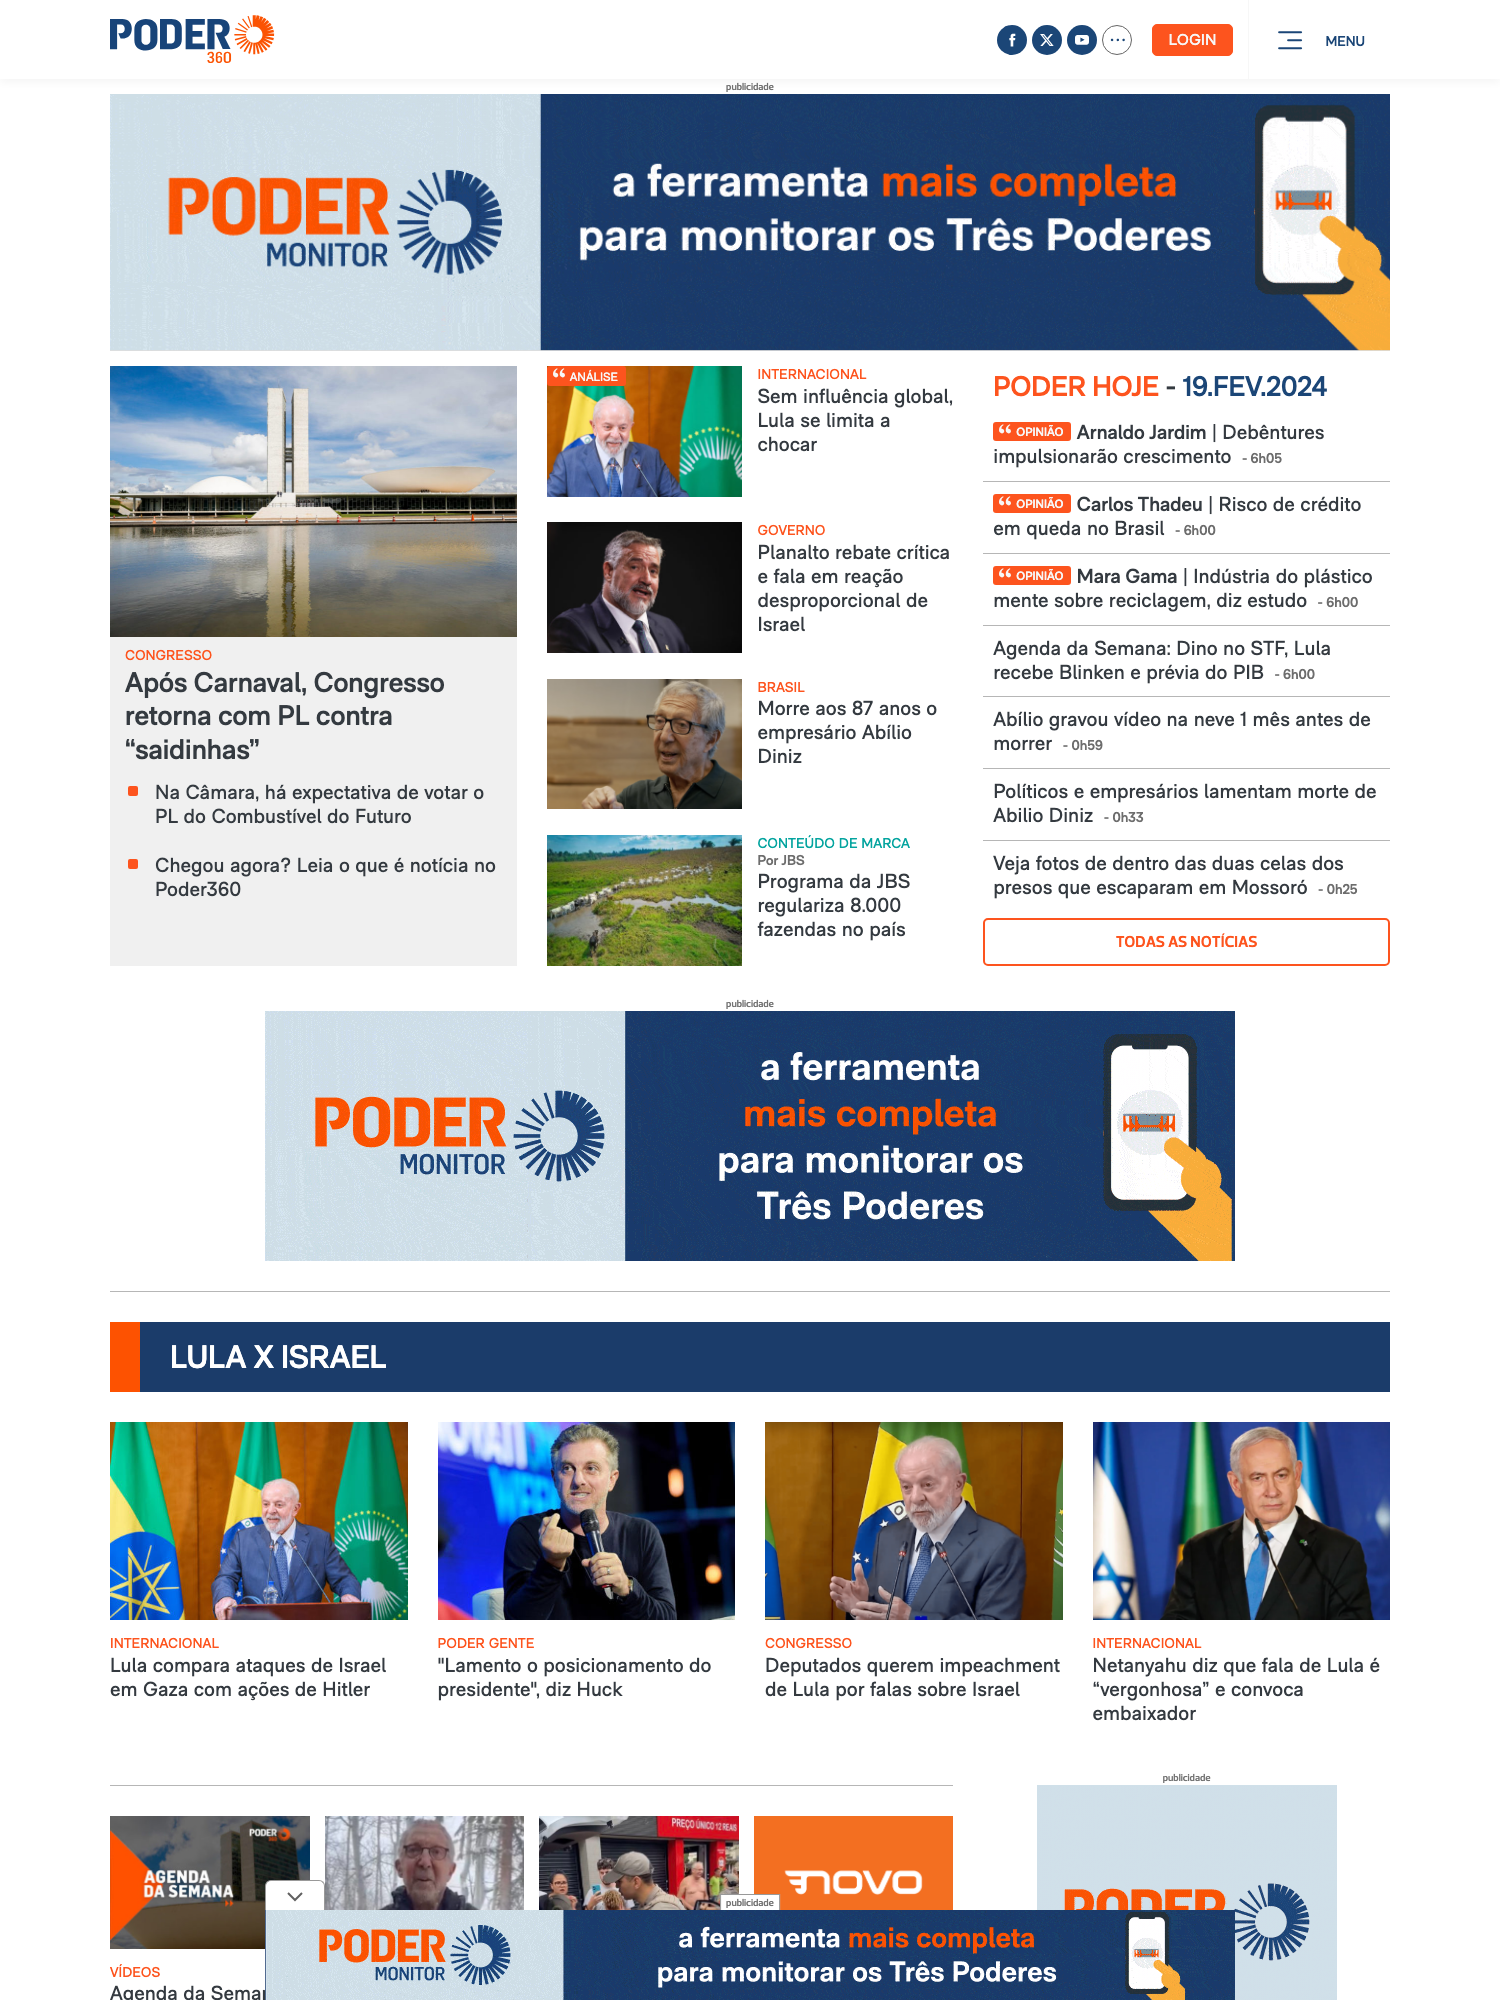 PODER
360
LOGIN
MENU
publicidade
PODER
MONITOR
a ferramenta mais completa
para monitorar os Três Poderes
CONGRESSO
Após Carnaval, Congresso
retorna com PL contra
“saidinhas”
Na Câmara, há expectativa de votar o
PL do Combustível do Futuro
Chegou agora? Leia o que é notícia no
Poder360
“ ANÁLISE
INTERNACIONAL
Sem influência global,
Lula se limita a
chocar
GOVERNO
Planalto rebate crítica
e fala em reação
desproporcional de
Israel
BRASIL
Morre aos 87 anos o
empresário Abílio
Diniz
CONTEÚDO DE MARCA
Por JBS
Programa da JBS
regulariza 8.000
fazendas no país
PODER HOJE - 19.FEV.2024
“ OPINIÃO Arnaldo Jardim | Debêntures
impulsionarão crescimento - 6h05
“ OPINIÃO Carlos Thadeu | Risco de crédito
em queda no Brasil - 6h00
“ OPINIÃO Mara Gama | Indústria do plástico
mente sobre reciclagem, diz estudo - 6h00
Agenda da Semana: Dino no STF, Lula
recebe Blinken e prévia do PIB - 6h00
Abílio gravou vídeo na neve 1 mês antes de
morrer - 0h59
Políticos e empresários lamentam morte de
Abilio Diniz - 0h33
Veja fotos de dentro das duas celas dos
presos que escaparam em Mossoró - 0h25
TODAS AS NOTÍCIAS
publicidade
PODER
MONITOR
a ferramenta
mais completa
para monitorar os
Três Poderes
LULA X ISRAEL
INTERNACIONAL
Lula compara ataques de Israel
em Gaza com ações de Hitler
PODER GENTE
"Lamento o posicionamento do
presidente", diz Huck
CONGRESSO
Deputados querem impeachment
de Lula por falas sobre Israel
INTERNACIONAL
Netanyahu diz que fala de Lula é
“vergonhosa” e convoca
embaixador
publicidade
PODER
AGENDA
DA SEMANA
PREÇO ÚNICO 12 REAIS
NOVO
PODER
VÍDEOS
Agenda da Semar
publicidade
PODER
MONITOR
a ferramenta mais completa
para monitorar os Três Poderes